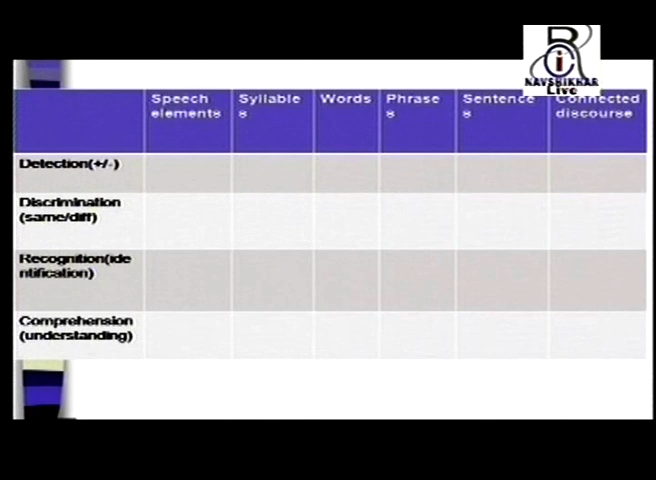 RCi
NAVSHIKHAR
Live
Speech Syllable Words Phrase Sentence Connected
elements s s s discourse
Detection(+/-)
Discrimination
(same/diff)
Recognition(ide
ntification)
Comprehension
(understanding)